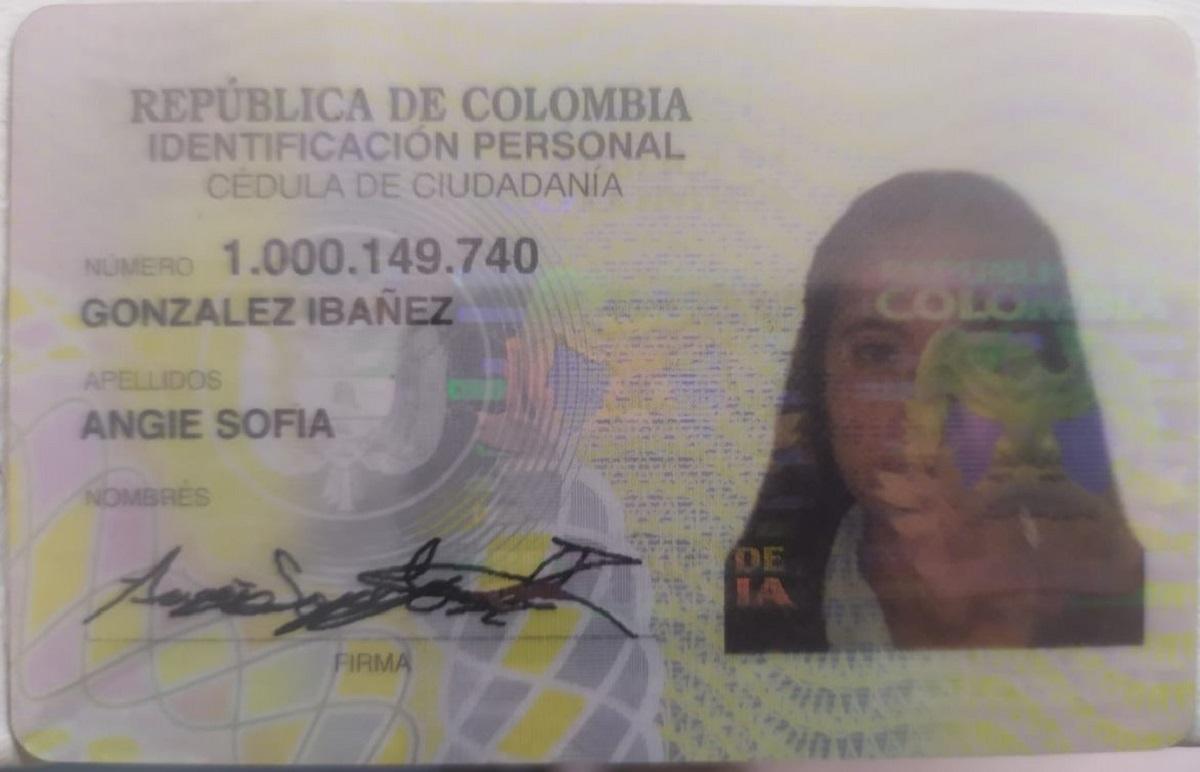 REPÚBLICA DE COLOMBIA
IDENTIFICACIÓN PERSONAL
CÉDULA DE CIUDADANÍA
NÚMERO 1.000.149.740
GONZALEZ IBAÑEZ
APELLIDOS
ANGIE SOFIA
NOMBRES
FIRMA
COLOMBIA
DE
IA